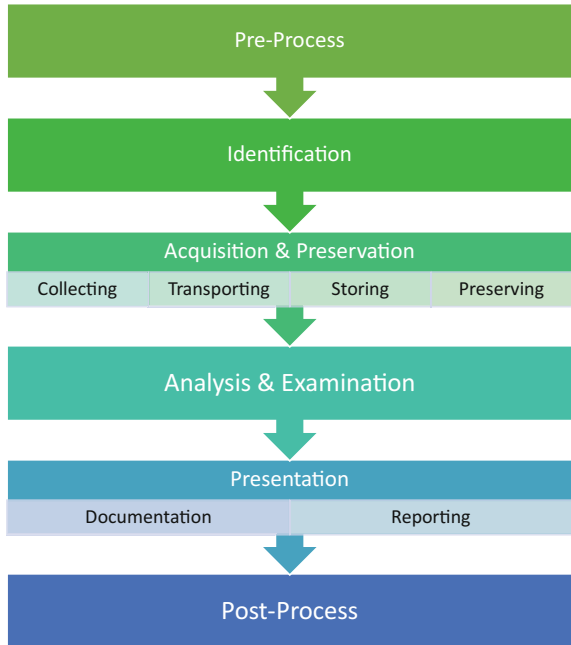 Pre-Process
Identification
Acquisition & Preservation
Collecting Transporting Storing Preserving
Analysis & Examination
Presentation
Documentation Reporting
Post-Process